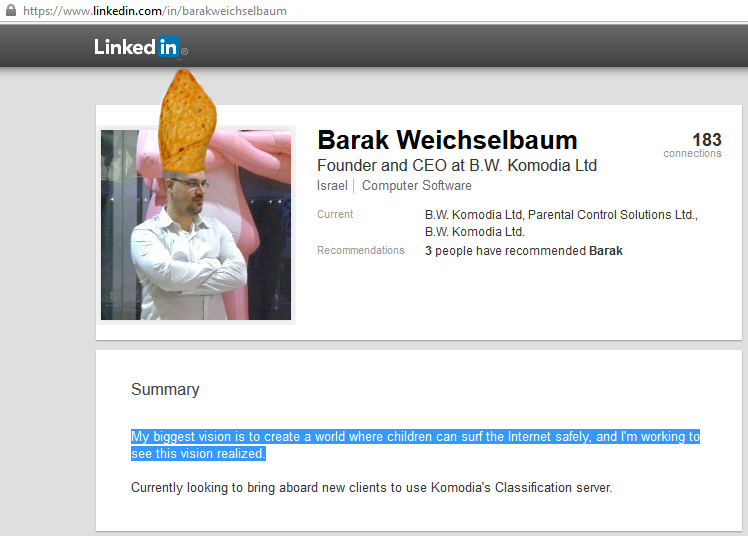 https://www.linkedin.com/in/barakweichselbaum
Linked in ®
Barak Weichselbaum
183
connections
Founder and CEO at B.W. Komodia Ltd
Israel | Computer Software
Current B.W. Komodia Ltd, Parental Control Solutions Ltd.,
B.W. Komodia Ltd.
Recommendations 3 people have recommended Barak
Summary
My biggest vision is to create a world where children can surf the Internet safely, and I'm working to
see this vision realized.
Currently looking to bring aboard new clients to use Komodia's Classification server.